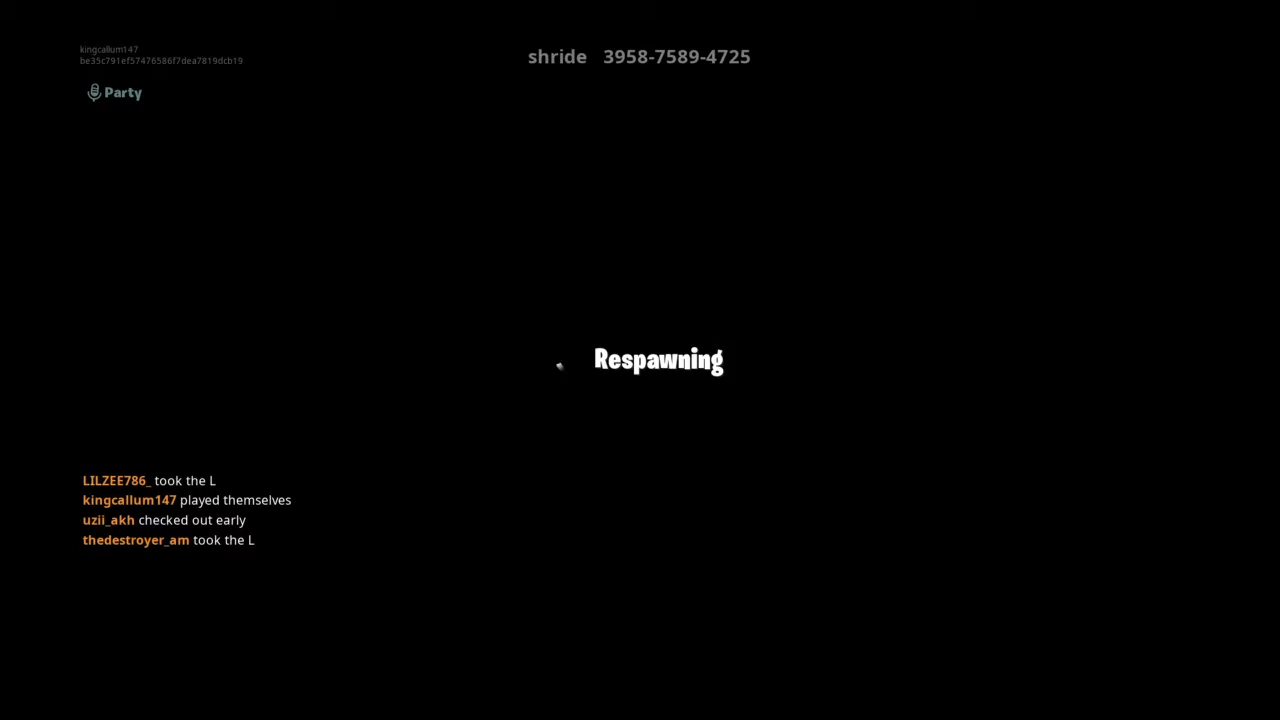 kingcallum147
be35c791ef57476586f7dea7819dcb19
shride 3958-7589-4725
Party
Respawning
LILZEE786_ took the L
kingcallum147 played themselves
uzii_akh checked out early
thedestroyer_am took the L